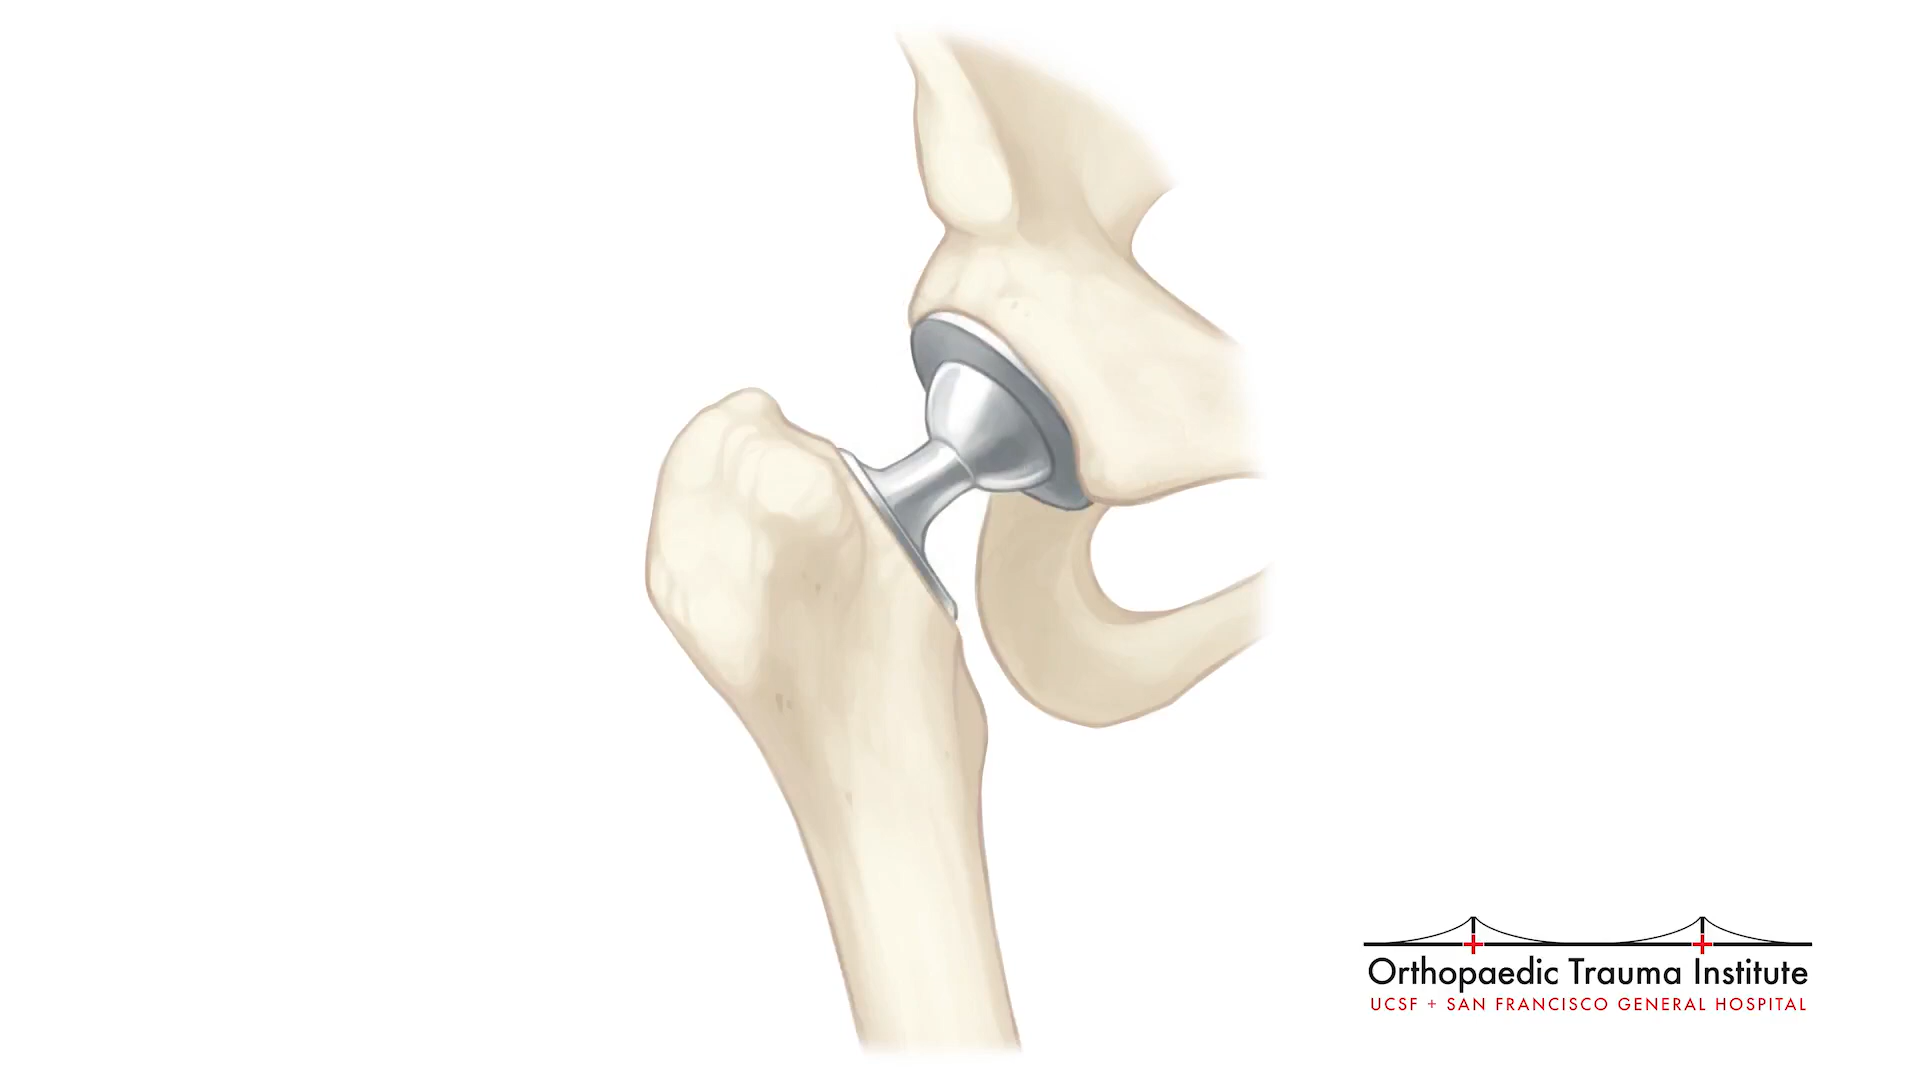 Orthopaedic Trauma Institute
UCSF + SAN FRANCISCO GENERAL HOSPITAL